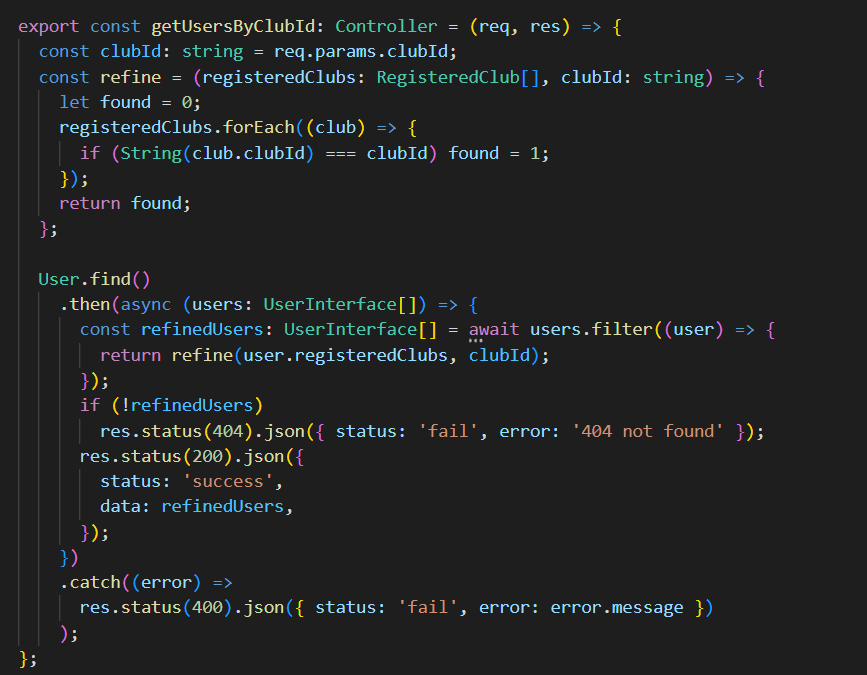 export const getUsersByClubId: Controller = (req, res) => {
  const clubId: string = req.params.clubId;
  const refine = (registeredClubs: RegisteredClub[], clubId: string) => {
    let found = 0;
    registeredClubs.forEach((club) => {
      if (String(club.clubId) === clubId) found = 1;
    });
    return found;
  };

  User.find()
    .then(async (users: UserInterface[]) => {
      const refinedUsers: UserInterface[] = await users.filter((user) => {
        return refine(user.registeredClubs, clubId);
      });
      if (!refinedUsers)
        res.status(404).json({ status: 'fail', error: '404 not found' });
      res.status(200).json({
        status: 'success',
        data: refinedUsers,
      });
    })
    .catch((error) =>
      res.status(400).json({ status: 'fail', error: error.message })
    );
};